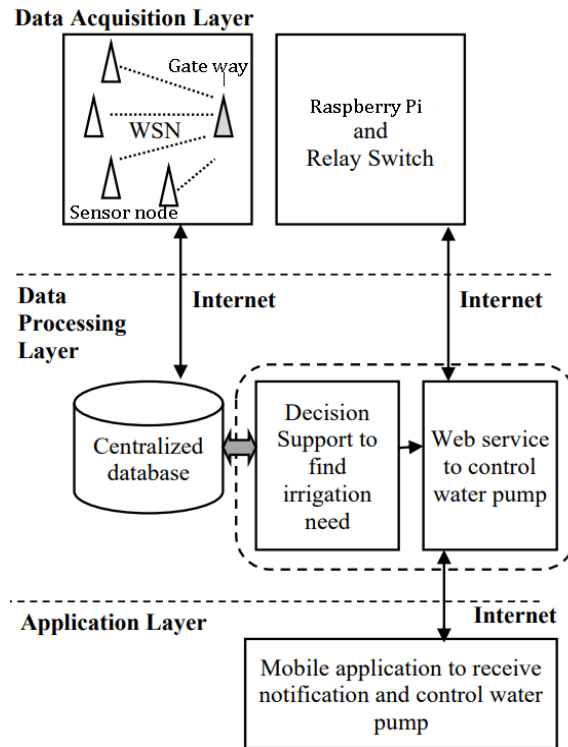 Data Acquisition Layer
Gate way
WSN
Sensor node
Raspberry Pi
and
Relay Switch
Internet
Internet
Data
Processing
Layer
Centralized
database
Decision
Support to
find
irrigation
need
Web service
to control
water pump
Internet
Application Layer
Mobile application to receive
notification and control water
pump